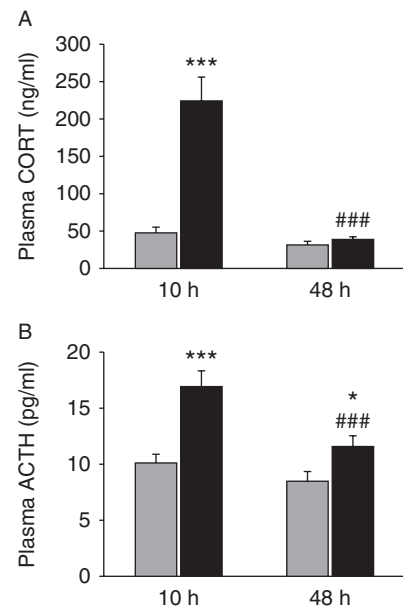 A
Plasma CORT (ng/ml)
300
250
200
150
100
50
0
***
###
10 h
48 h
B
Plasma ACTH (pg/ml)
20
15
10
5
0
***
*
###
10 h
48 h